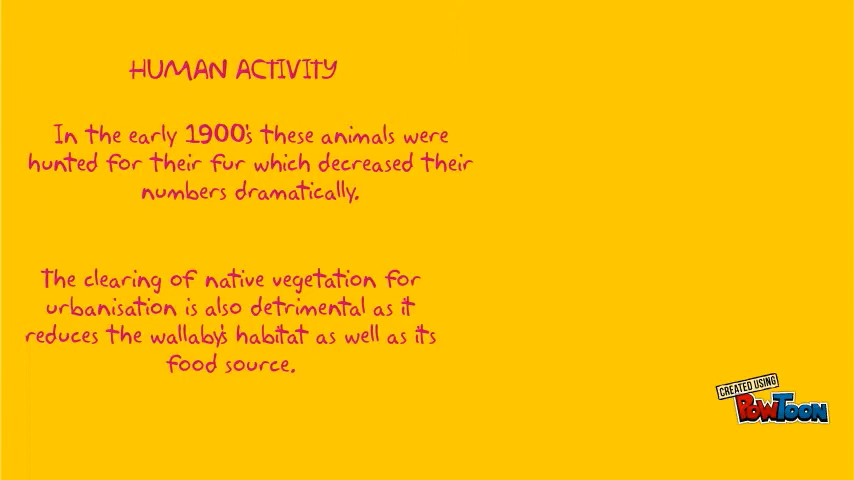 HUMAN ACTIVITY
In the early 1900's these animals were
hunted for their fur which decreased their
numbers dramatically.
The clearing of native vegetation for
urbanisation is also detrimental as it
reduces the wallaby's habitat as well as its
food source.
CREATED USING
POWTOON